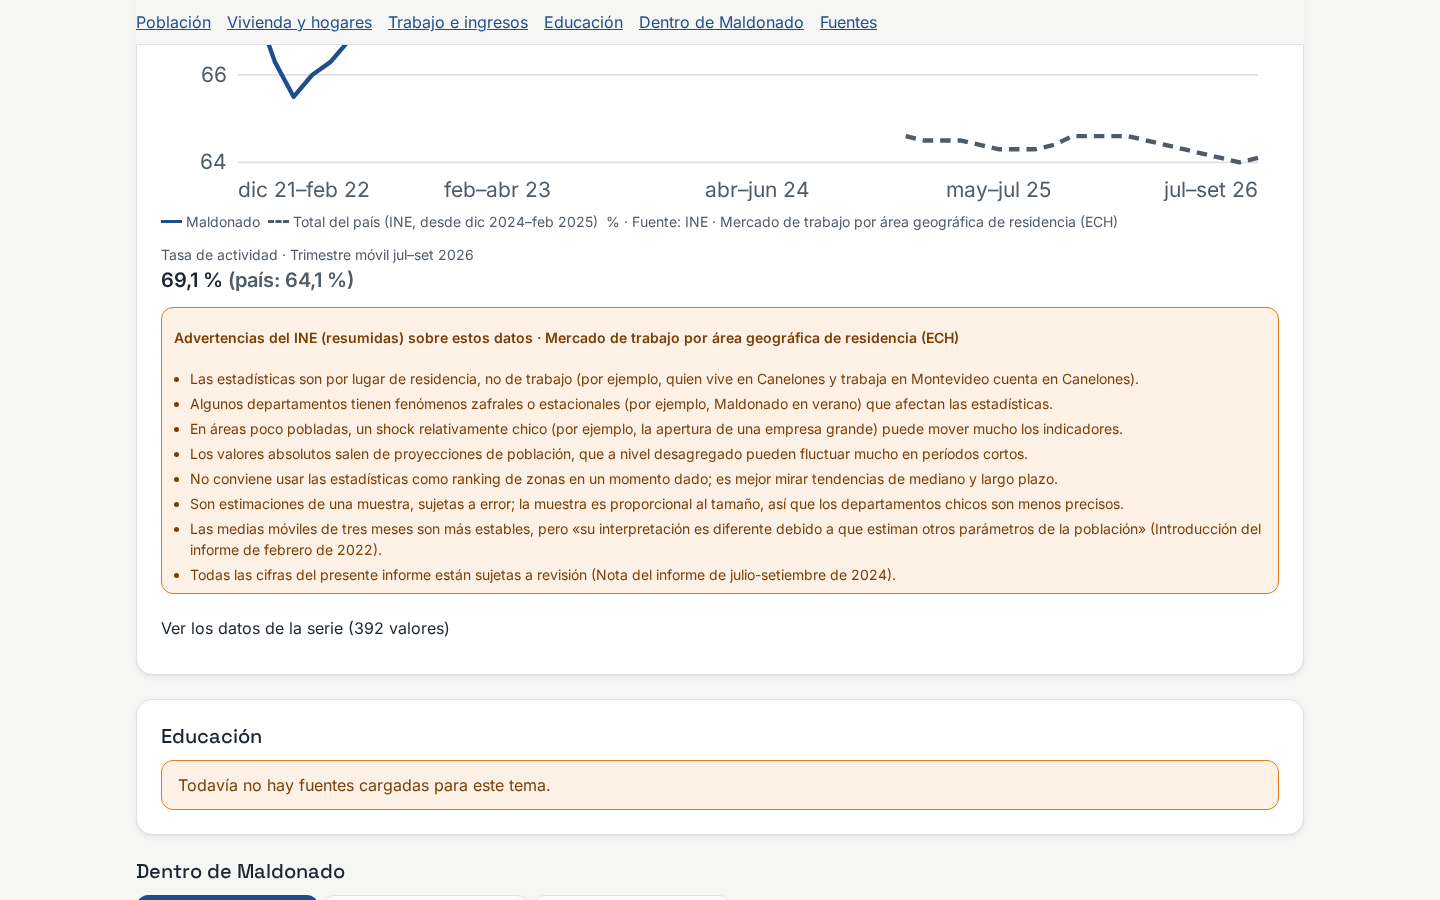 Población Vivienda y hogares Trabajo e ingresos Educación Dentro de Maldonado Fuentes
66
64
dic 21–feb 22 feb–abr 23 abr–jun 24 may–jul 25 jul–set 26
Maldonado Total del país (INE, desde dic 2024–feb 2025) % · Fuente: INE · Mercado de trabajo por área geográfica de residencia (ECH)
Tasa de actividad · Trimestre móvil jul–set 2026
69,1 % (país: 64,1 %)
Advertencias del INE (resumidas) sobre estos datos · Mercado de trabajo por área geográfica de residencia (ECH)
• Las estadísticas son por lugar de residencia, no de trabajo (por ejemplo, quien vive en Canelones y trabaja en Montevideo cuenta en Canelones).
• Algunos departamentos tienen fenómenos zafrales o estacionales (por ejemplo, Maldonado en verano) que afectan las estadísticas.
• En áreas poco pobladas, un shock relativamente chico (por ejemplo, la apertura de una empresa grande) puede mover mucho los indicadores.
• Los valores absolutos salen de proyecciones de población, que a nivel desagregado pueden fluctuar mucho en períodos cortos.
• No conviene usar las estadísticas como ranking de zonas en un momento dado; es mejor mirar tendencias de mediano y largo plazo.
• Son estimaciones de una muestra, sujetas a error; la muestra es proporcional al tamaño, así que los departamentos chicos son menos precisos.
• Las medias móviles de tres meses son más estables, pero «su interpretación es diferente debido a que estiman otros parámetros de la población» (Introducción del
informe de febrero de 2022).
• Todas las cifras del presente informe están sujetas a revisión (Nota del informe de julio-setiembre de 2024).
Ver los datos de la serie (392 valores)
Educación
Todavía no hay fuentes cargadas para este tema.
Dentro de Maldonado